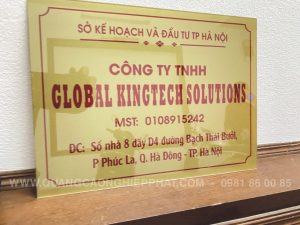 SỞ KẾ HOẠCH VÀ ĐẦU TƯ TP HÀ NỘI
CÔNG TY TNHH
GLOBAL KINGTECH SOLUTIONS
MST: 0108915242
ĐC: Số nhà 8 dãy D4 đường Bạch Thái Bưởi,
P Phúc La, Q. Hà Đông - TP. Hà Nội
WWW.QUANGCAONGHIEPPHAT.COM - 0981 86 00 85